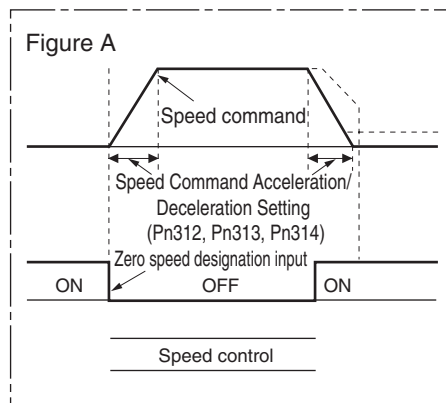 Figure A
Speed command
Speed Command Acceleration/
Deceleration Setting
(Pn312, Pn313, Pn314)
Zero speed designation input
ON OFF ON
Speed control